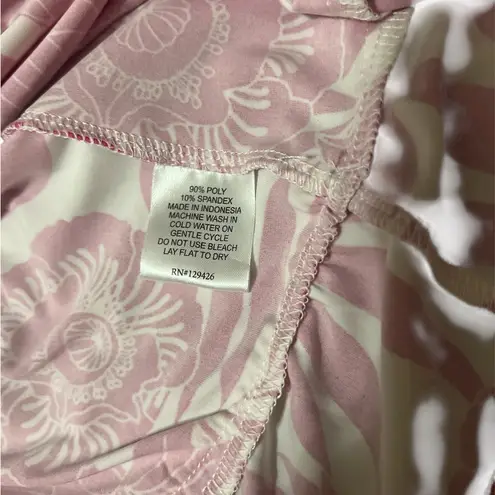 90% POLY
10% SPANDEX
MADE IN INDONESIA
MACHINE WASH IN
COLD WATER ON
GENTLE CYCLE
DO NOT USE BLEACH
LAY FLAT TO DRY
RN#129426